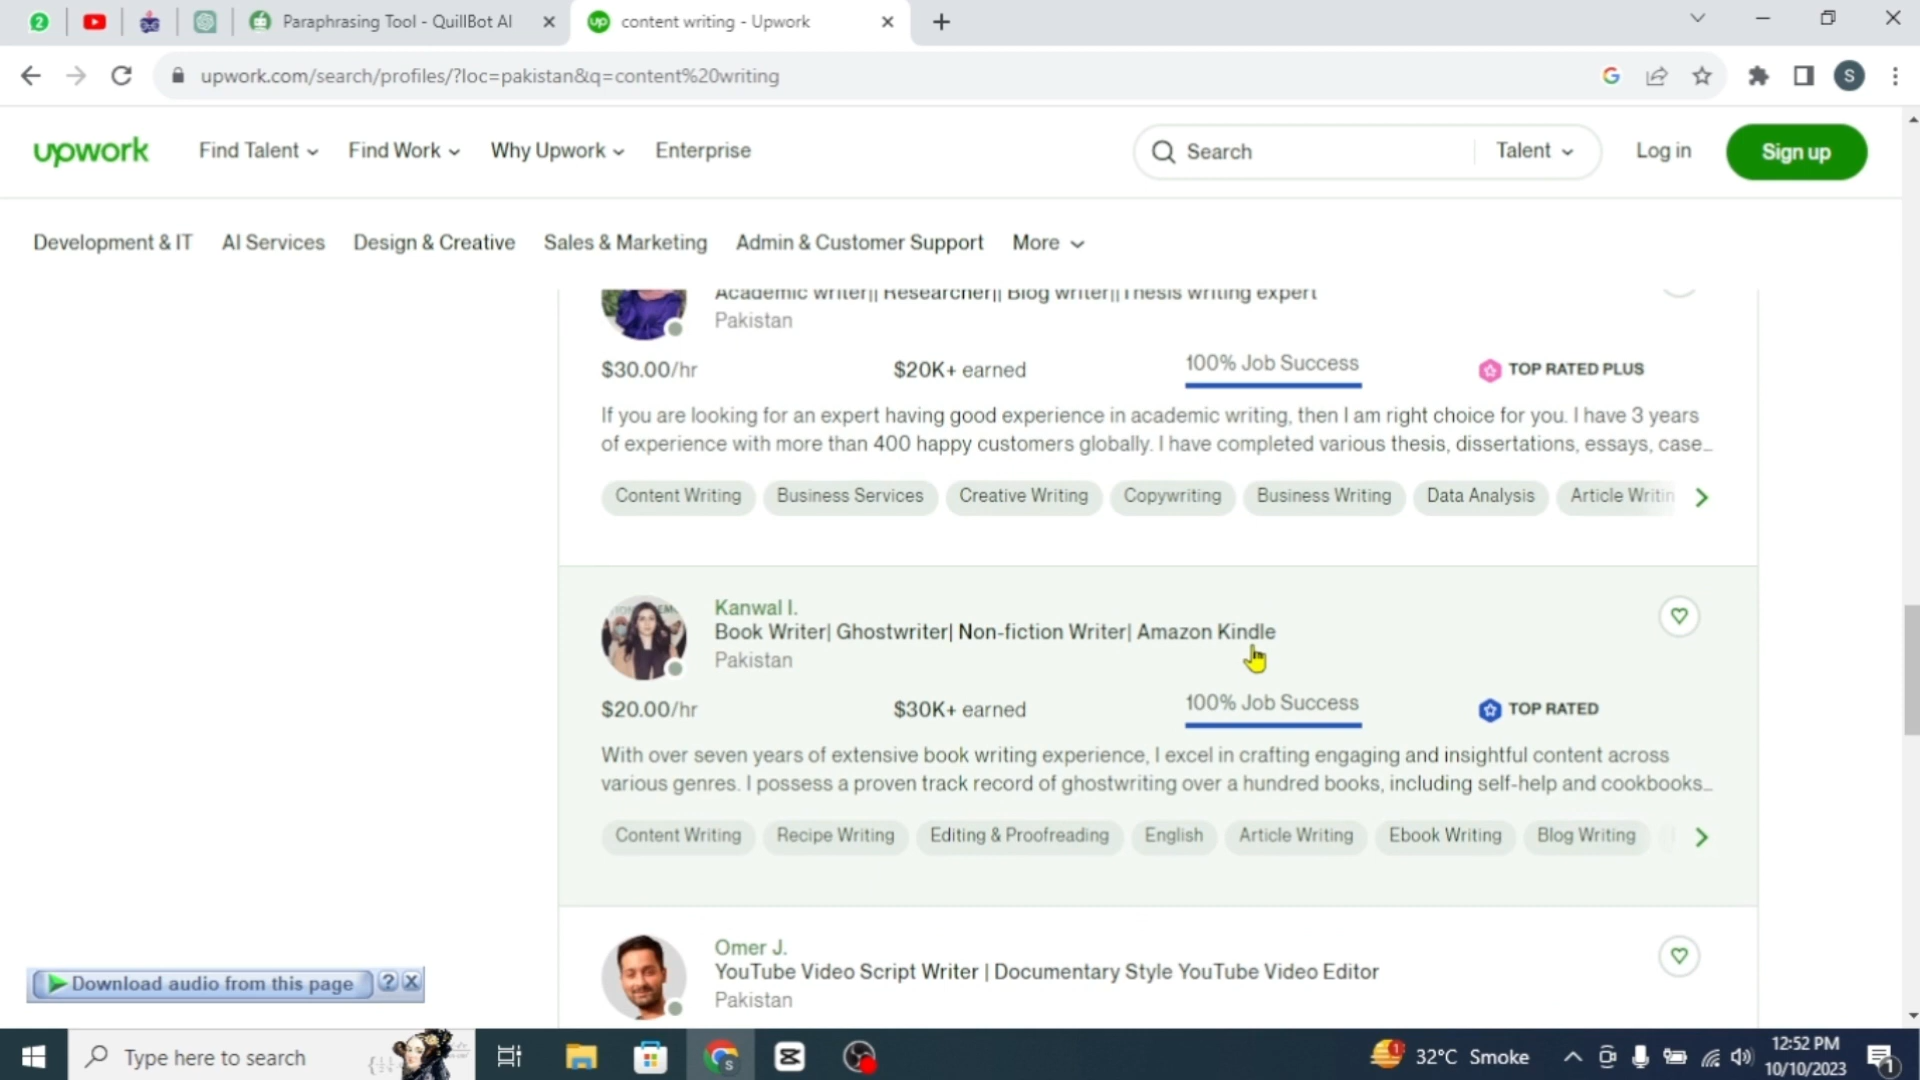 Paraphrasing Tool - QuillBot AI
content writing - Upwork
S
upwork.com/search/profiles/?loc=pakistan&q=content%20writing
upwork Find Talent Find Work Why Upwork Enterprise Search Talent Log in Sign up
Development & IT AI Services Design & Creative Sales & Marketing Admin & Customer Support More
Academic writer|| Researcher|| Blog writer||Thesis writing expert
Pakistan
$30.00/hr $20K+ earned 100% Job Success TOP RATED PLUS
If you are looking for an expert having good experience in academic writing, then I am right choice for you. I have 3 years
of experience with more than 400 happy customers globally. I have completed various thesis, dissertations, essays, case...
Content Writing Business Services Creative Writing Copywriting Business Writing Data Analysis Article Writin
Kanwal I.
Book Writer| Ghostwriter| Non-fiction Writer| Amazon Kindle
Pakistan
$20.00/hr $30K+ earned 100% Job Success TOP RATED
With over seven years of extensive book writing experience, I excel in crafting engaging and insightful content across
various genres. I possess a proven track record of ghostwriting over a hundred books, including self-help and cookbooks...
Content Writing Recipe Writing Editing & Proofreading English Article Writing Ebook Writing Blog Writing
Omer J.
YouTube Video Script Writer | Documentary Style YouTube Video Editor
Pakistan
Download audio from this page ? X
Type here to search
32°C Smoke
12:52 PM
10/10/2023